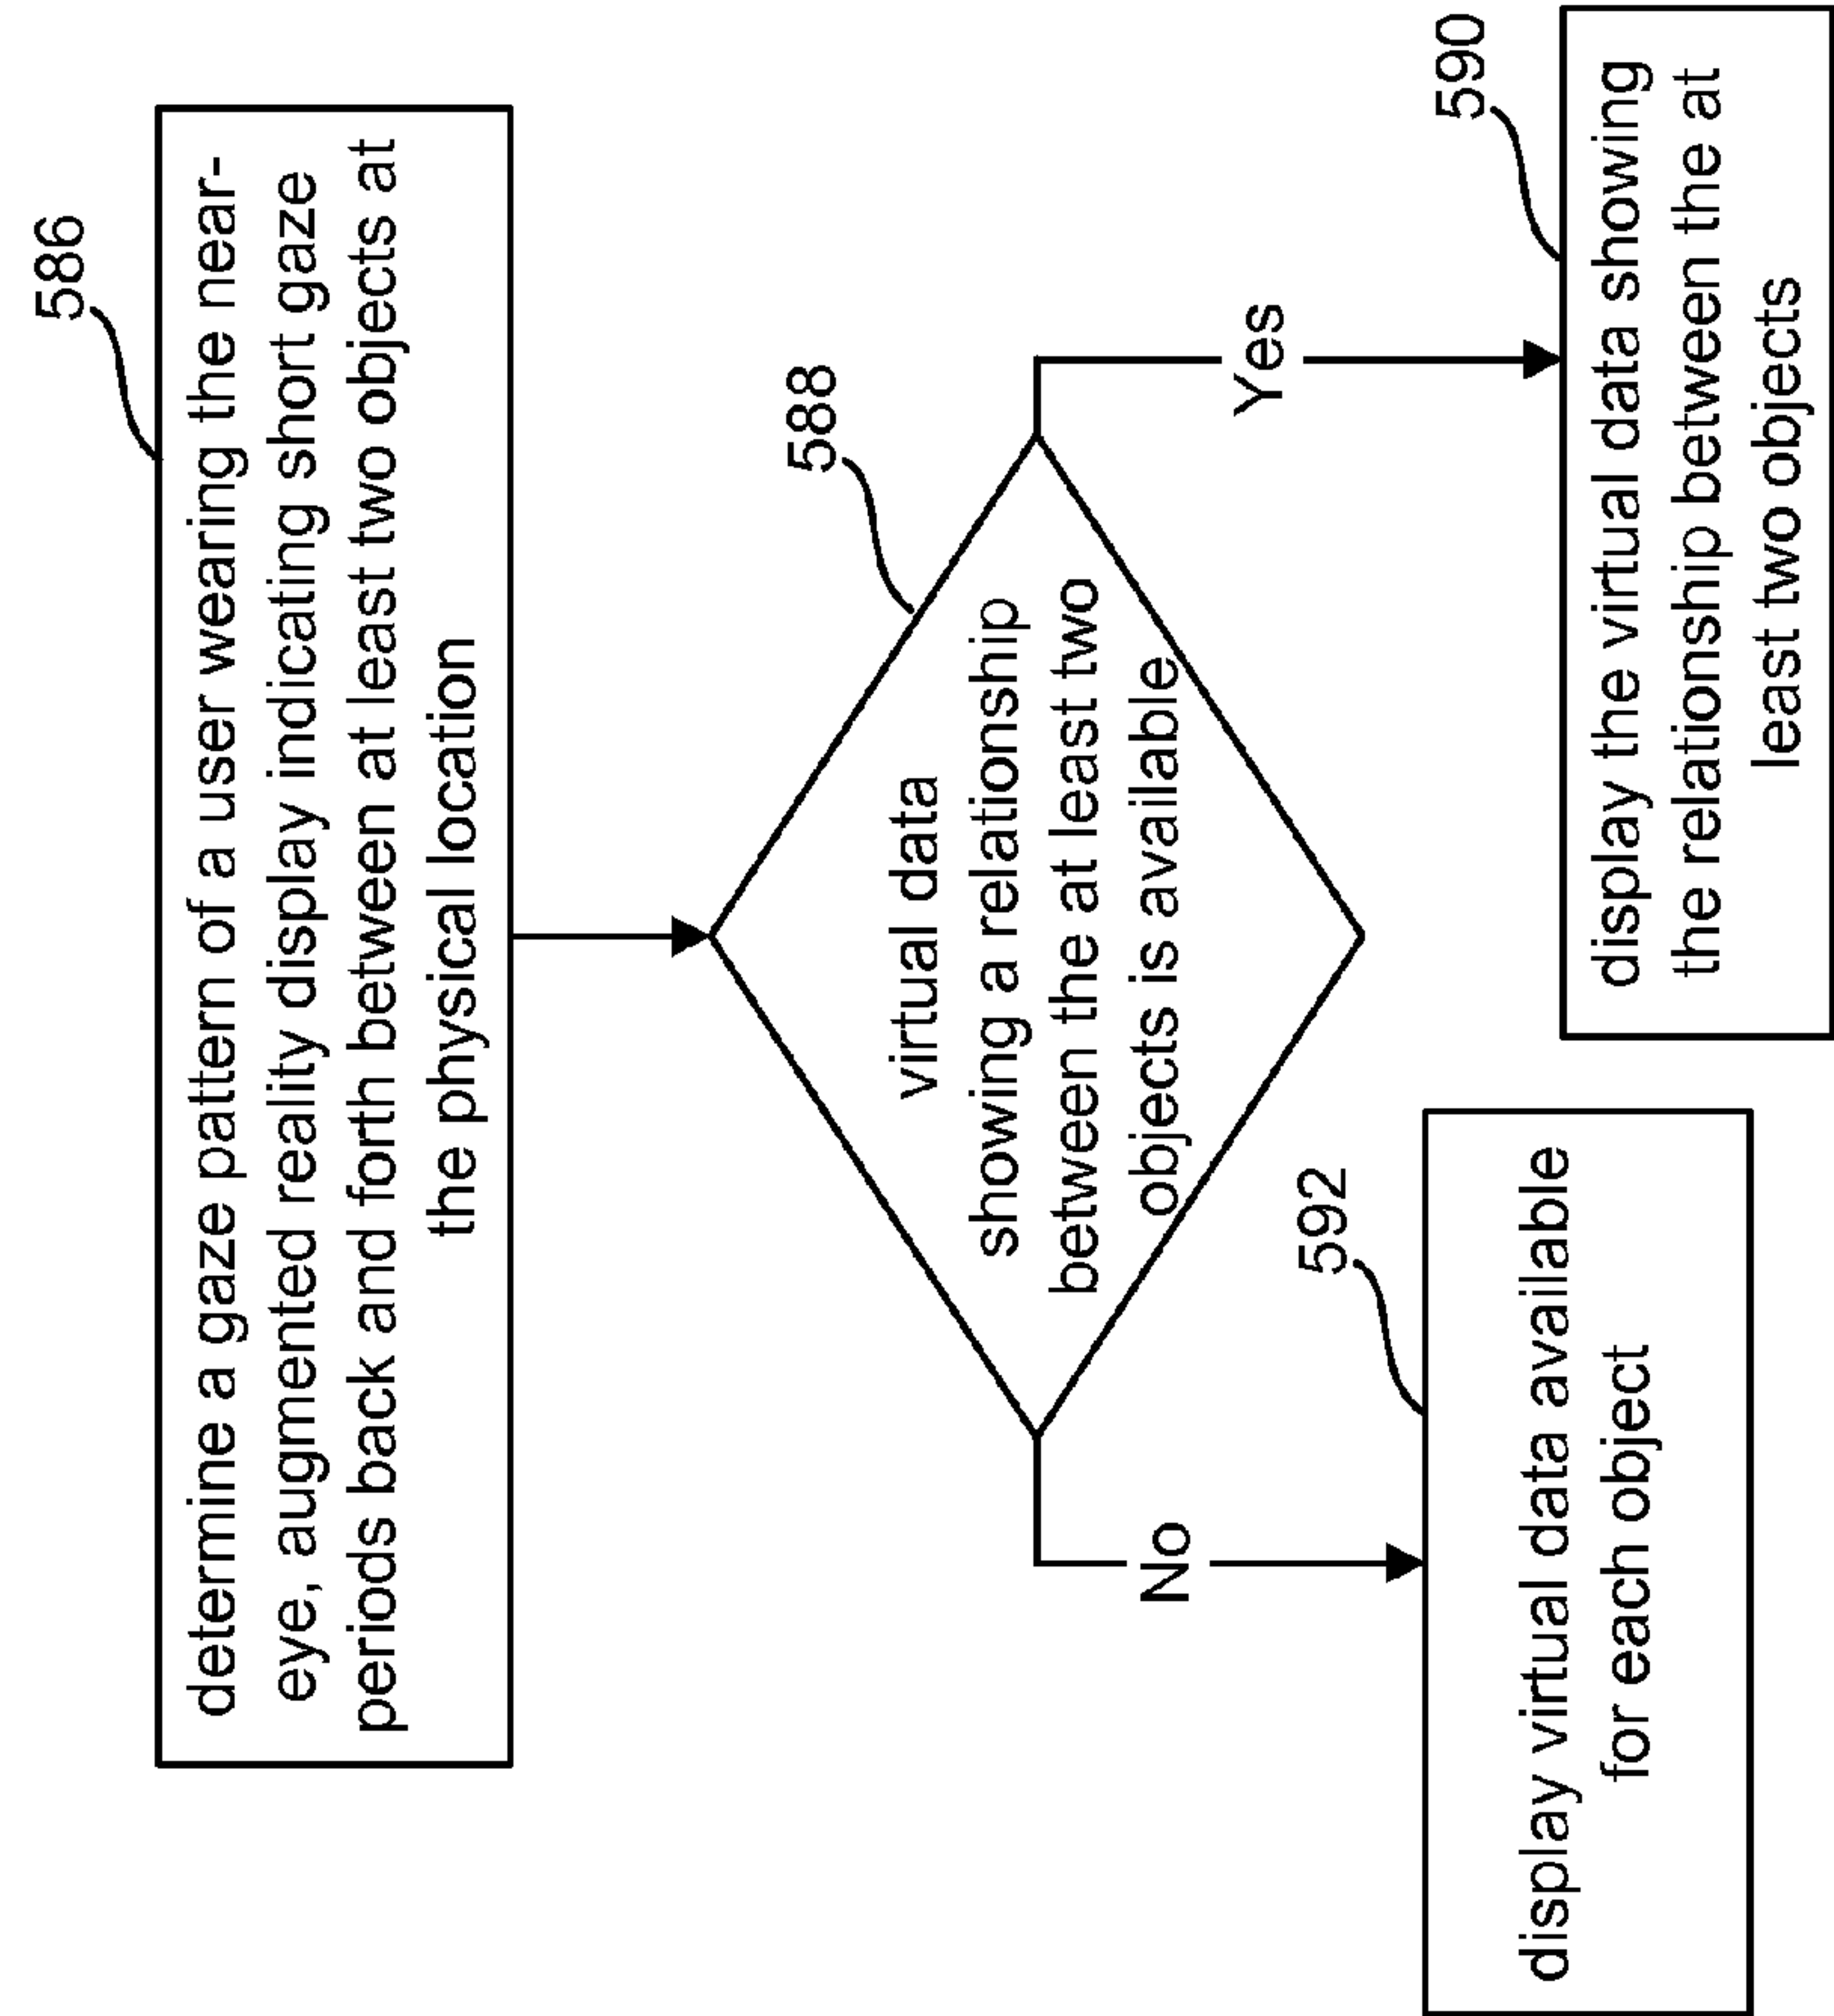 586
determine a gaze pattern of a user wearing the near-
eye, augmented reality display indicating short gaze
periods back and forth between at least two objects at
the physical location
588
virtual data
showing a relationship
between the at least two
objects is available
No
Yes
592
display virtual data available
for each object
590
display the virtual data showing
the relationship between the at
least two objects